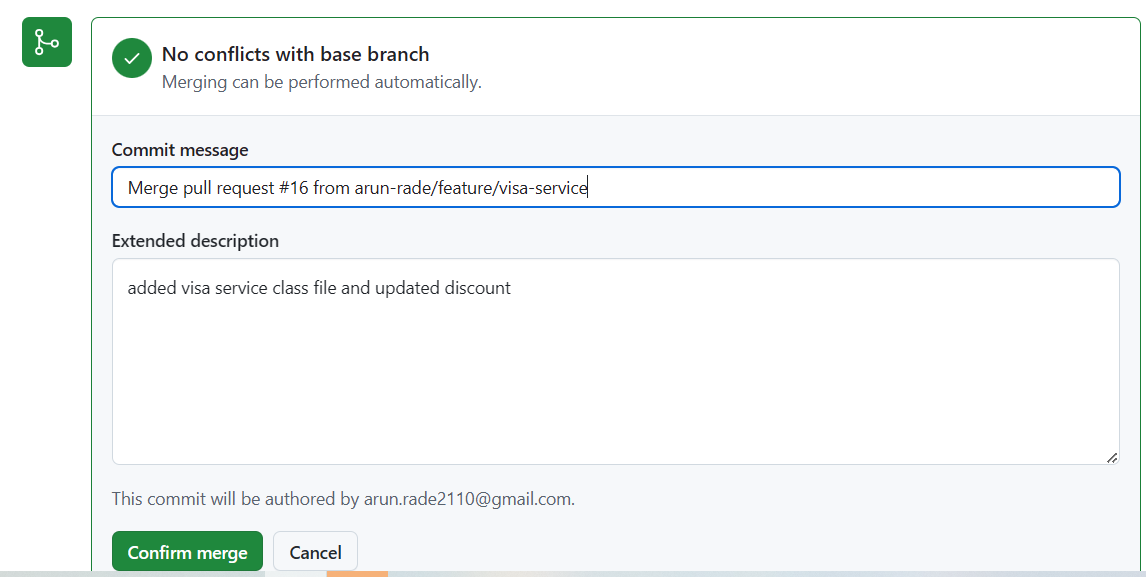 No conflicts with base branch
Merging can be performed automatically.
Commit message
Merge pull request #16 from arun-rade/feature/visa-service
Extended description
added visa service class file and updated discount
This commit will be authored by arun.rade2110@gmail.com.
Confirm merge
Cancel